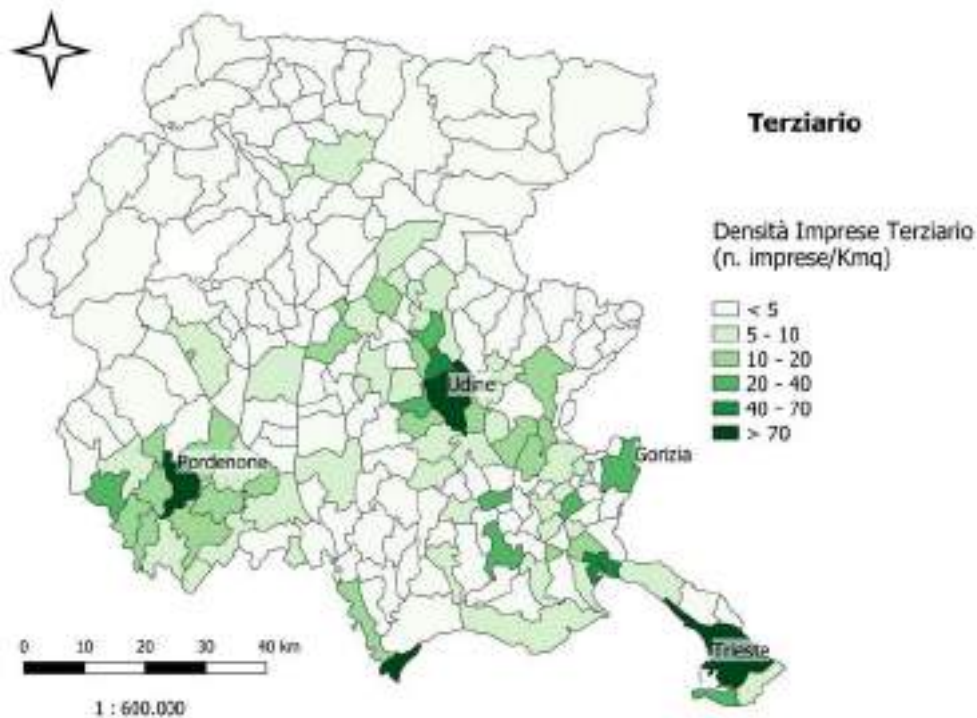 Terziario
Densità Imprese Terziario
(n. imprese/Kmq)
< 5
5 - 10
10 - 20
20 - 40
40 - 70
> 70
Udine
Pordenone
Gorizia
Trieste
0 10 20 30 40 km
1 : 600.000